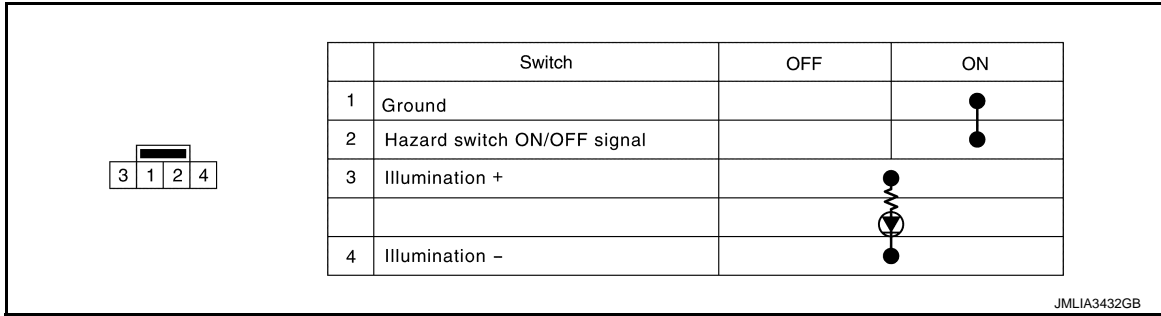 Switch OFF ON
1 Ground
2 Hazard switch ON/OFF signal
3 1 2 4
3 Illumination +
4 Illumination −
JMLIA3432GB